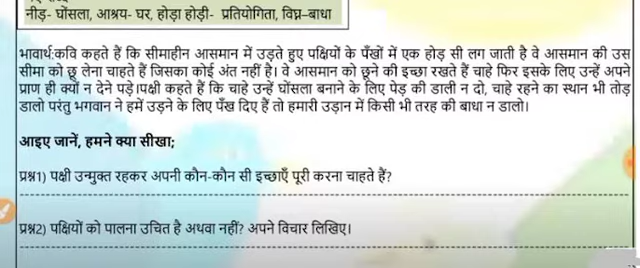 नीड़- घोंसला, आश्रय- घर, होड़ा होड़ी- प्रतियोगिता, विघ्न–बाधा
भावार्थ:कवि कहते हैं कि सीमाहीन आसमान में उड़ते हुए पक्षियों के पँखों में एक होड़ सी लग जाती है वे आसमान की उस
सीमा को छू लेना चाहते हैं जिसका कोई अंत नहीं है। वे आसमान को छूने की इच्छा रखते हैं चाहे फिर इसके लिए उन्हें अपने
प्राण ही क्यों न देने पड़े।पक्षी कहते हैं कि चाहे उन्हें घोंसला बनाने के लिए पेड़ की डाली न दो, चाहे रहने का स्थान भी तोड़
डालो परंतु भगवान ने हमें उड़ने के लिए पँख दिए हैं तो हमारी उड़ान में किसी भी तरह की बाधा न डालो।
आइए जानें, हमने क्या सीखा;
प्रश्न1) पक्षी उन्मुक्त रहकर अपनी कौन-कौन सी इच्छाएँ पूरी करना चाहते हैं?
प्रश्न2) पक्षियों को पालना उचित है अथवा नहीं? अपने विचार लिखिए।